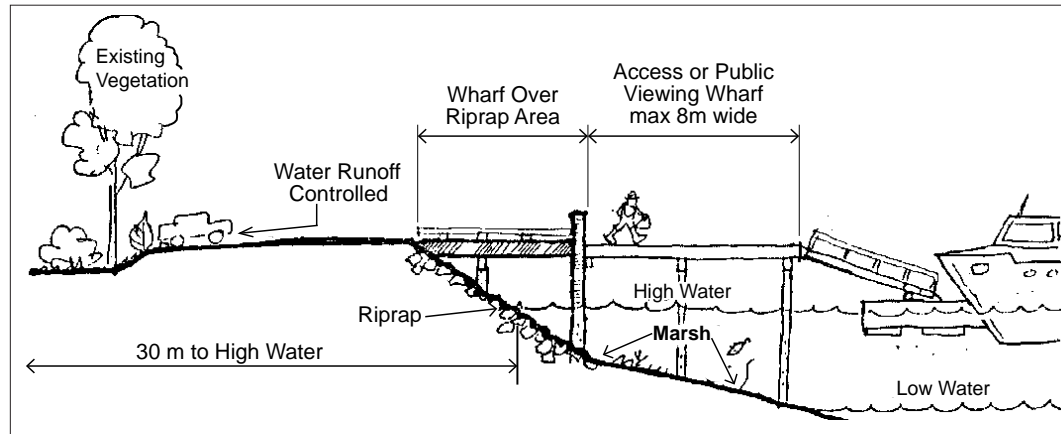 Existing
Vegetation
Water Runoff
Controlled
Wharf Over
Riprap Area
Access or Public
Viewing Wharf
max 8m wide
High Water
Riprap
Marsh
30 m to High Water
Low Water